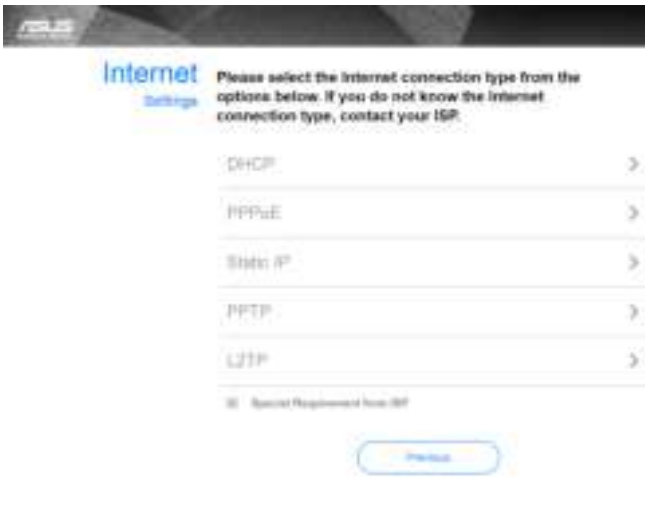 ASUS
Internet
Settings
Please select the Internet connection type from the
options below. If you do not know the Internet
connection type, contact your ISP.
DHCP
PPPoE
Static IP
PPTP
L2TP
Special Requirement from ISP
Previous